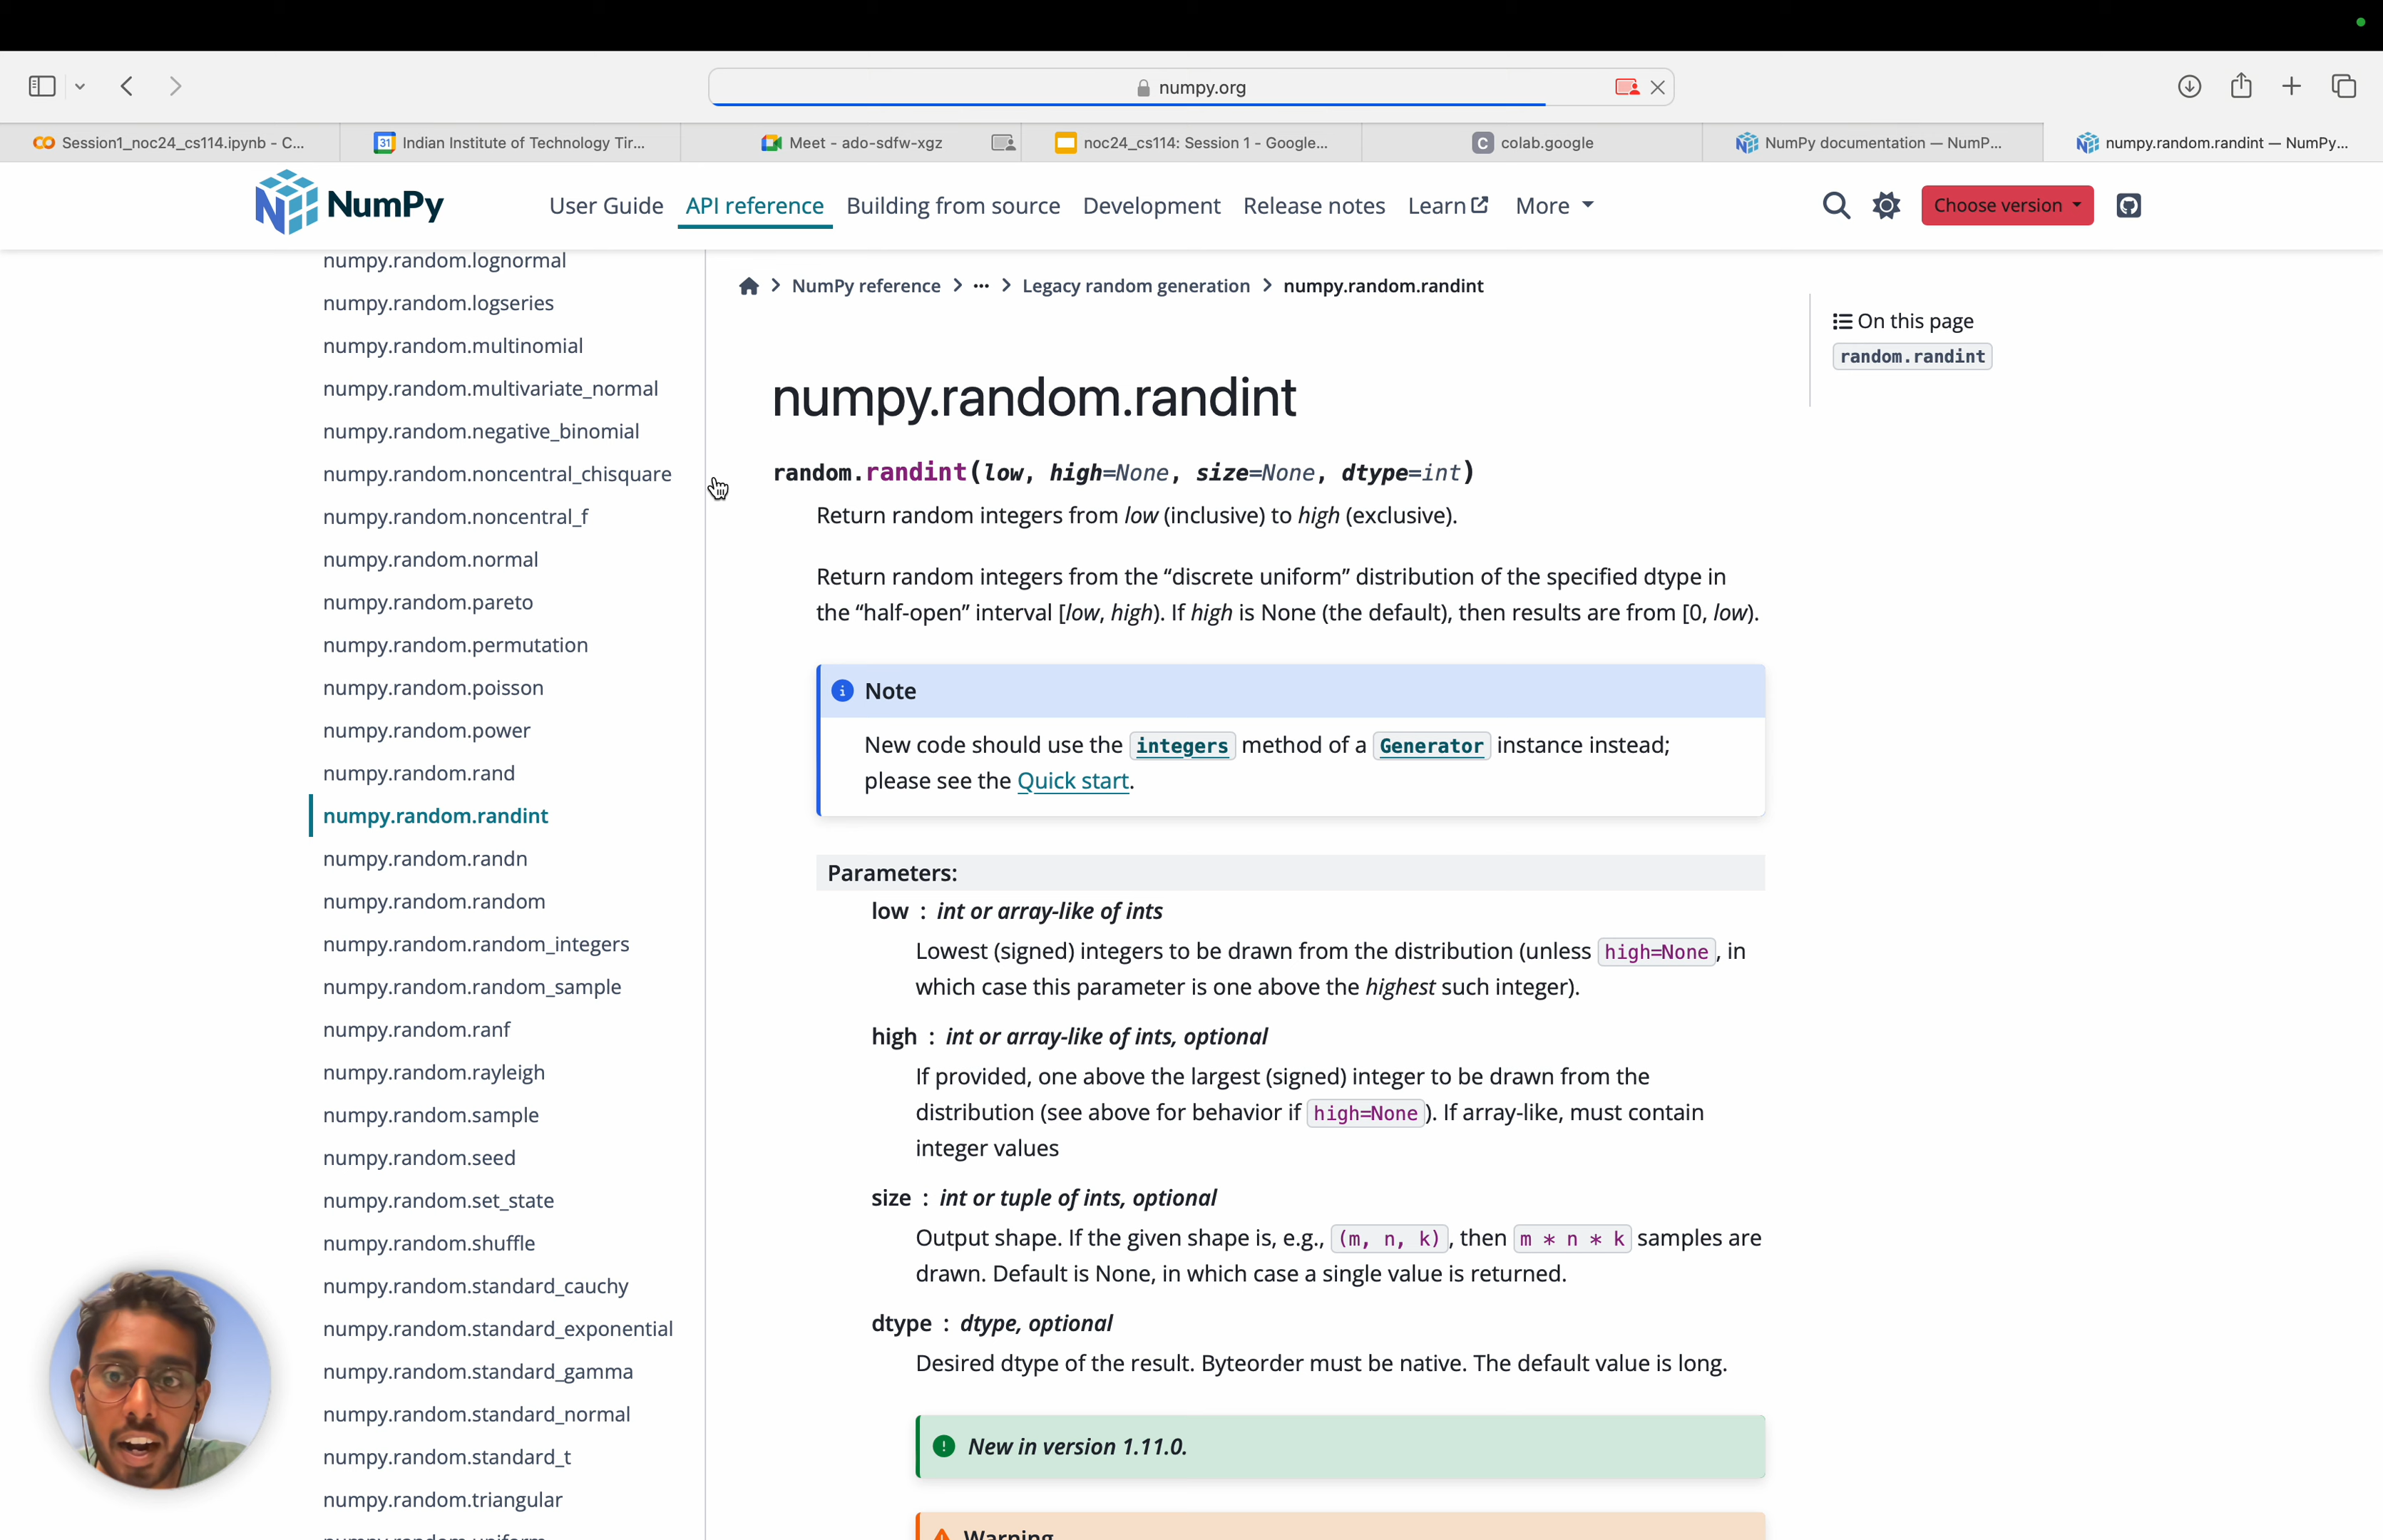 numpy.org
Session1_noc24_cs114.ipynb - C...
31
Indian Institute of Technology Tir...
Meet - ado-sdfw-xgz
noc24_cs114: Session 1 - Google...
C
colab.google
NumPy documentation — NumP...
numpy.random.randint — NumPy...
NumPy
User Guide
API reference
Building from source
Development
Release notes
Learn
More
Choose version
numpy.random.lognormal
numpy.random.logseries
numpy.random.multinomial
numpy.random.multivariate_normal
numpy.random.negative_binomial
numpy.random.noncentral_chisquare
numpy.random.noncentral_f
numpy.random.normal
numpy.random.pareto
numpy.random.permutation
numpy.random.poisson
numpy.random.power
numpy.random.rand
numpy.random.randint
numpy.random.randn
numpy.random.random
numpy.random.random_integers
numpy.random.random_sample
numpy.random.ranf
numpy.random.rayleigh
numpy.random.sample
numpy.random.seed
numpy.random.set_state
numpy.random.shuffle
numpy.random.standard_cauchy
numpy.random.standard_exponential
numpy.random.standard_gamma
numpy.random.standard_normal
numpy.random.standard_t
numpy.random.triangular
NumPy reference > ... > Legacy random generation > numpy.random.randint
numpy.random.randint
random.randint(low, high=None, size=None, dtype=int)
Return random integers from low (inclusive) to high (exclusive).
Return random integers from the “discrete uniform” distribution of the specified dtype in
the “half-open” interval [low, high). If high is None (the default), then results are from [0, low).
Note
New code should use the integers method of a Generator instance instead;
please see the Quick start.
Parameters:
low : int or array-like of ints
Lowest (signed) integers to be drawn from the distribution (unless high=None, in
which case this parameter is one above the highest such integer).
high : int or array-like of ints, optional
If provided, one above the largest (signed) integer to be drawn from the
distribution (see above for behavior if high=None). If array-like, must contain
integer values
size : int or tuple of ints, optional
Output shape. If the given shape is, e.g., (m, n, k), then m * n * k samples are
drawn. Default is None, in which case a single value is returned.
dtype : dtype, optional
Desired dtype of the result. Byteorder must be native. The default value is long.
New in version 1.11.0.
Warning
On this page
random.randint